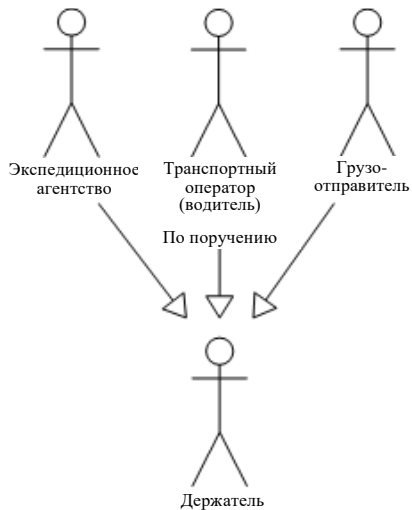 Экспедиционное
агентство
Транспортный
оператор
(водитель)
Грузо-
отправитель
По поручению
Держатель